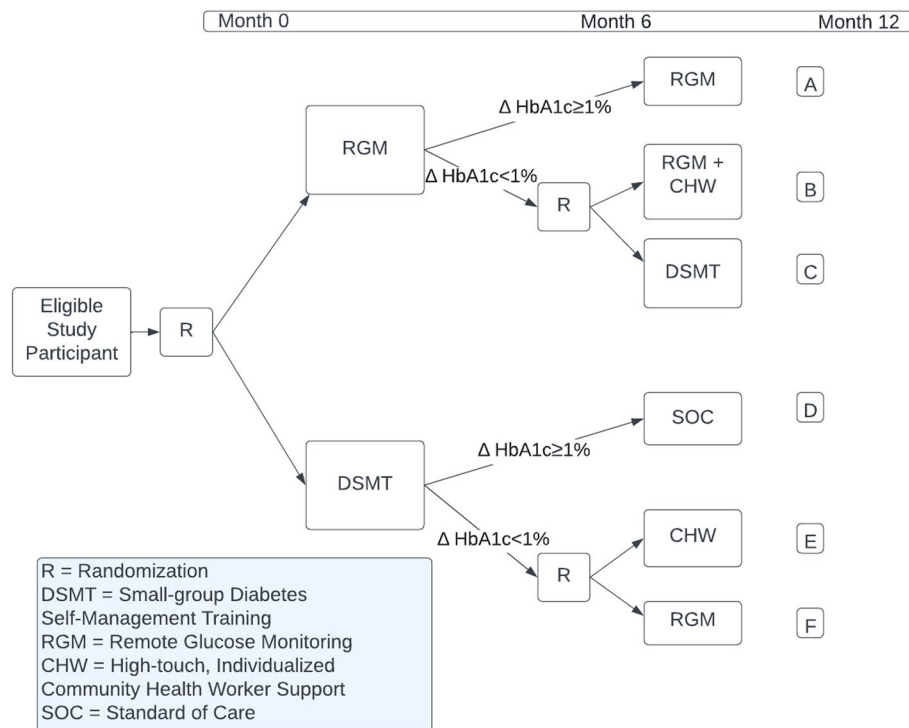 Month 0
Month 6
Month 12
RGM
A
Δ HbA1c≥1%
RGM
Δ HbA1c<1%
RGM +
CHW
B
R
DSMT
C
Eligible
Study
Participant
R
SOC
D
Δ HbA1c≥1%
DSMT
Δ HbA1c<1%
CHW
E
R
RGM
F
R = Randomization
DSMT = Small-group Diabetes
Self-Management Training
RGM = Remote Glucose Monitoring
CHW = High-touch, Individualized
Community Health Worker Support
SOC = Standard of Care